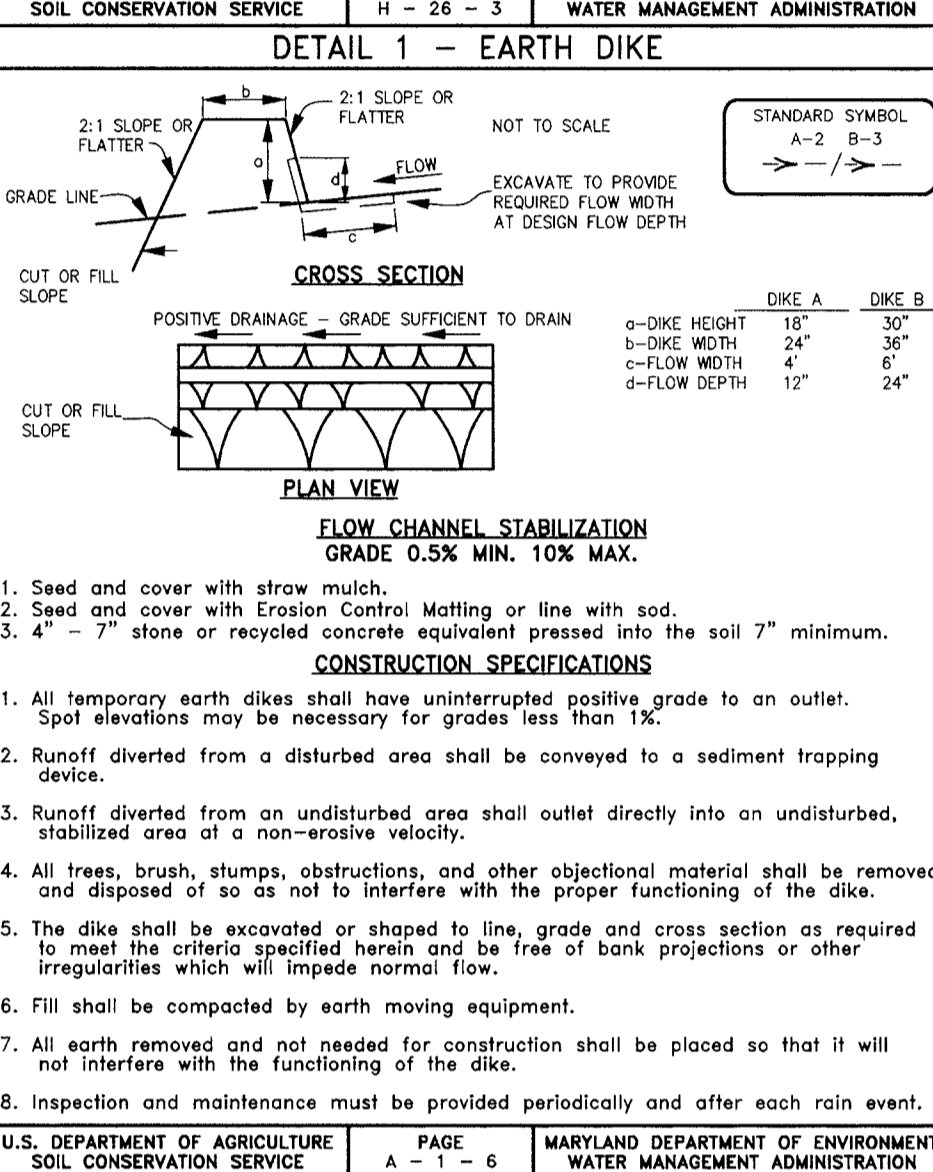 SOIL CONSERVATION SERVICE
H - 26 - 3
WATER MANAGEMENT ADMINISTRATION
DETAIL 1 - EARTH DIKE
b
2:1 SLOPE OR
FLATTER
2:1 SLOPE OR
FLATTER
NOT TO SCALE
STANDARD SYMBOL
A-2 B-3
a
d
FLOW
GRADE LINE
EXCAVATE TO PROVIDE
REQUIRED FLOW WIDTH
AT DESIGN FLOW DEPTH
c
CUT OR FILL
SLOPE
CROSS SECTION
DIKE A DIKE B
a-DIKE HEIGHT 18" 30"
b-DIKE WIDTH 24" 36"
c-FLOW WIDTH 4' 6'
d-FLOW DEPTH 12" 24"
POSITIVE DRAINAGE - GRADE SUFFICIENT TO DRAIN
CUT OR FILL
SLOPE
PLAN VIEW
FLOW CHANNEL STABILIZATION
GRADE 0.5% MIN. 10% MAX.
1. Seed and cover with straw mulch.
2. Seed and cover with Erosion Control Matting or line with sod.
3. 4" - 7" stone or recycled concrete equivalent pressed into the soil 7" minimum.
CONSTRUCTION SPECIFICATIONS
1. All temporary earth dikes shall have uninterrupted positive grade to an outlet.
Spot elevations may be necessary for grades less than 1%.
2. Runoff diverted from a disturbed area shall be conveyed to a sediment trapping
device.
3. Runoff diverted from an undisturbed area shall outlet directly into an undisturbed,
stabilized area at a non-erosive velocity.
4. All trees, brush, stumps, obstructions, and other objectional material shall be removed
and disposed of so as not to interfere with the proper functioning of the dike.
5. The dike shall be excavated or shaped to line, grade and cross section as required
to meet the criteria specified herein and be free of bank projections or other
irregularities which will impede normal flow.
6. Fill shall be compacted by earth moving equipment.
7. All earth removed and not needed for construction shall be placed so that it will
not interfere with the functioning of the dike.
8. Inspection and maintenance must be provided periodically and after each rain event.
U.S. DEPARTMENT OF AGRICULTURE
SOIL CONSERVATION SERVICE
PAGE
A - 1 - 6
MARYLAND DEPARTMENT OF ENVIRONMENT
WATER MANAGEMENT ADMINISTRATION